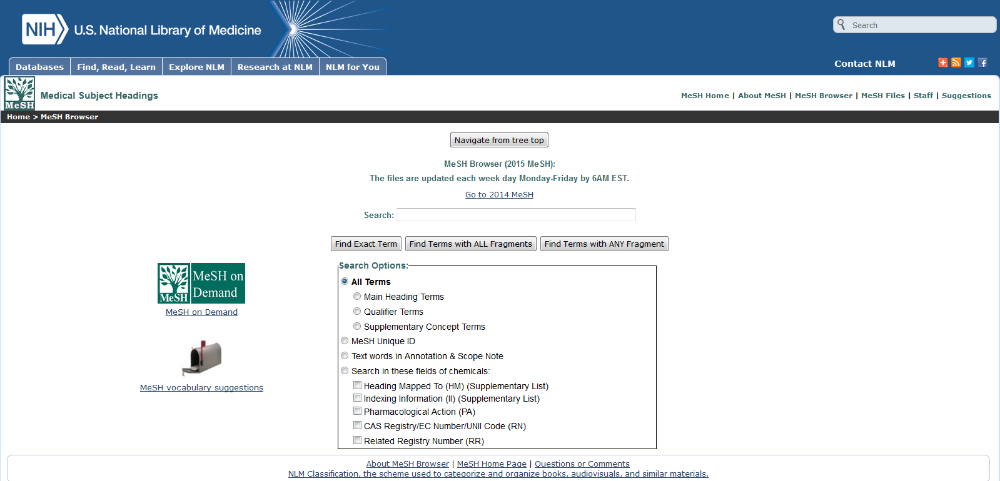 NIH U.S. National Library of Medicine
Search
Databases Find, Read, Learn Explore NLM Research at NLM NLM for You
Contact NLM
MeSH
Medical Subject Headings
MeSH Home | About MeSH | MeSH Browser | MeSH Files | Staff | Suggestions
Home > MeSH Browser
Navigate from tree top
MeSH Browser (2015 MeSH):
The files are updated each week day Monday-Friday by 6AM EST.
Go to 2014 MeSH
Search:
Find Exact Term Find Terms with ALL Fragments Find Terms with ANY Fragment
MeSH
MeSH on
Demand
MeSH on Demand
MeSH vocabulary suggestions
Search Options:
All Terms
Main Heading Terms
Qualifier Terms
Supplementary Concept Terms
MeSH Unique ID
Text words in Annotation & Scope Note
Search in these fields of chemicals:
Heading Mapped To (HM) (Supplementary List)
Indexing Information (II) (Supplementary List)
Pharmacological Action (PA)
CAS Registry/EC Number/UNII Code (RN)
Related Registry Number (RR)
About MeSH Browser | MeSH Home Page | Questions or Comments
NLM Classification, the scheme used to categorize and organize books, audiovisuals, and similar materials.